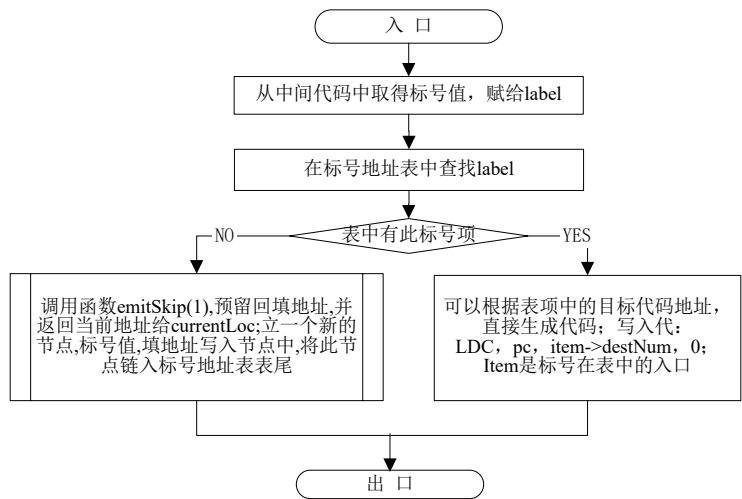 入 口
从中间代码中取得标号值，赋给label
在标号地址表中查找label
表中有此标号项
NO
YES
调用函数emitSkip(1),预留回填地址,并
返回当前地址给currentLoc;立一个新的
节点,标号值,填地址写入节点中,将此节
点链入标号地址表表尾
可以根据表项中的目标代码地址，
直接生成代码；写入代：
LDC，pc，item->destNum，0；
Item是标号在表中的入口
出 口